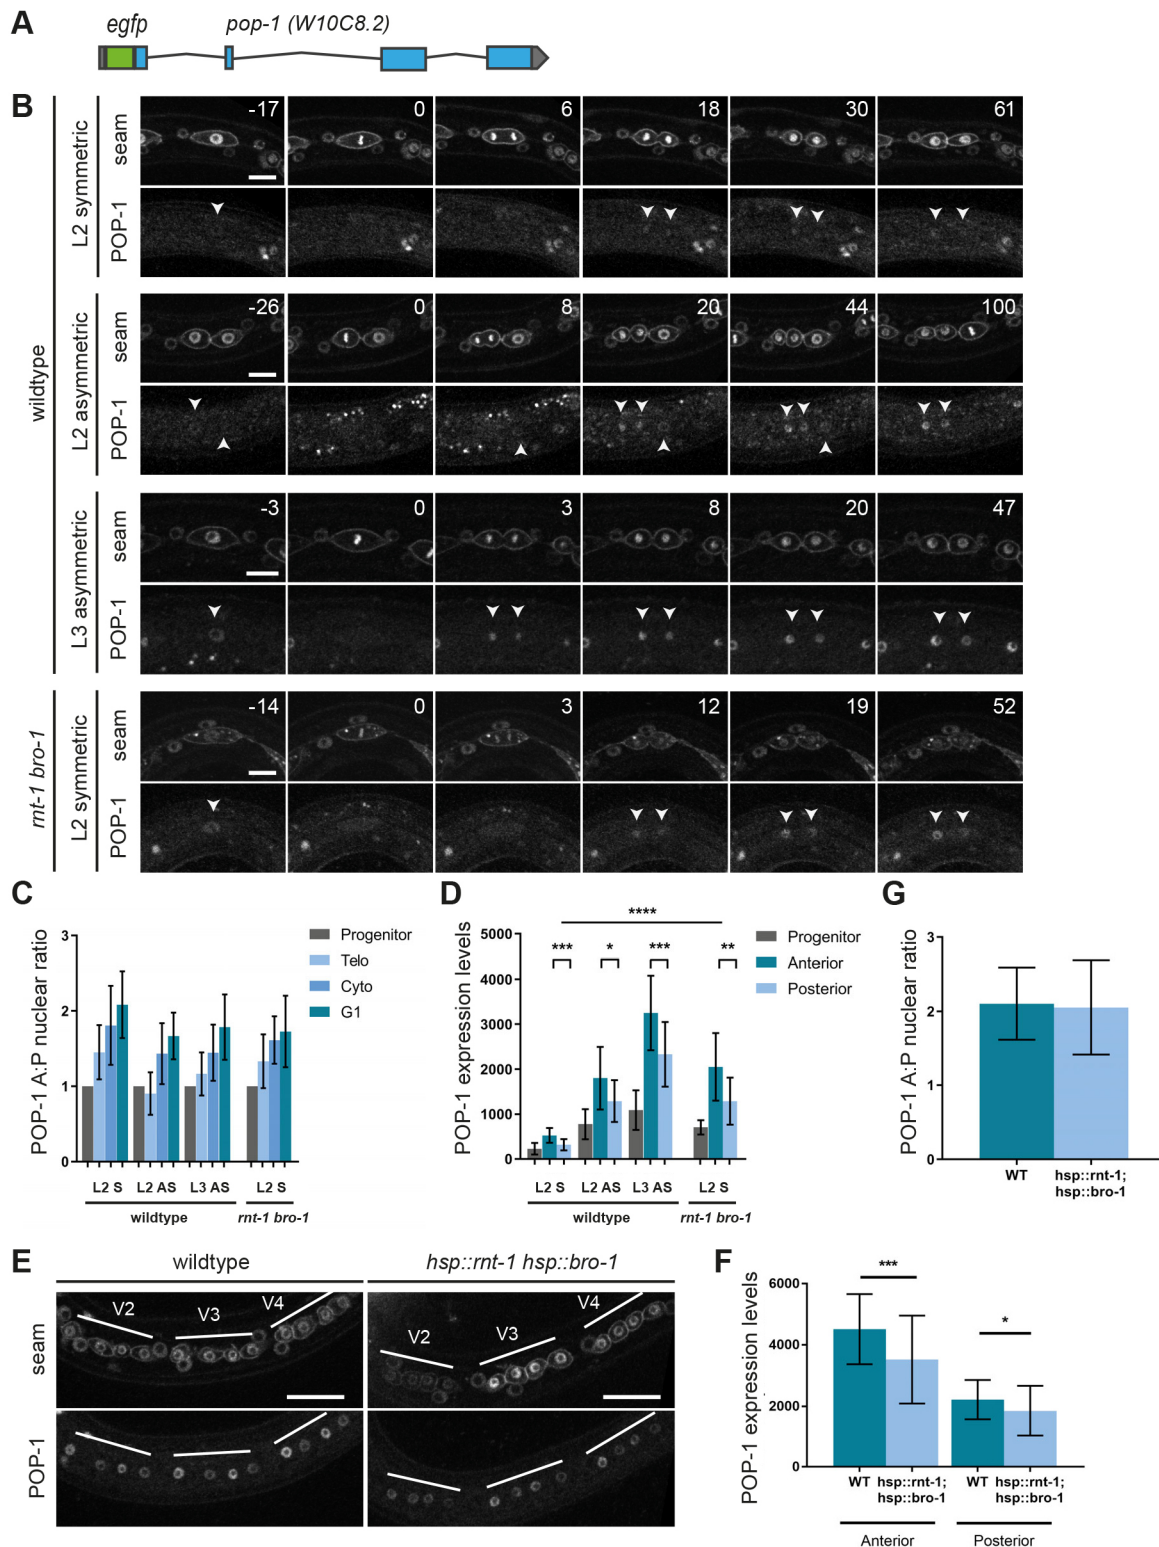 A
egfp pop-1 (W10C8.2)
B
wildtype
L2 symmetric
seam
-17 0 6 18 30 61
POP-1
L2 asymmetric
seam
-26 0 8 20 44 100
POP-1
L3 asymmetric
seam
-3 0 3 8 20 47
POP-1
rnt-1 bro-1
L2 symmetric
seam
-14 0 3 12 19 52
POP-1
C
POP-1 A:P nuclear ratio
3
2
1
0
Progenitor
Telo
Cyto
G1
L2 S L2 AS L3 AS L2 S
wildtype rnt-1 bro-1
D
POP-1 expression levels
5000
4000
3000
2000
1000
0
****
*** * *** **
Progenitor
Anterior
Posterior
L2 S L2 AS L3 AS L2 S
wildtype rnt-1 bro-1
G
POP-1 A:P nuclear ratio
3
2
1
0
WT hsp::rnt-1;
hsp::bro-1
E
wildtype hsp::rnt-1 hsp::bro-1
seam
V2 V3 V4
V2 V3 V4
POP-1
F
POP-1 expression levels
6000
4000
2000
0
***
*
WT hsp::rnt-1; WT hsp::rnt-1;
hsp::bro-1 hsp::bro-1
Anterior Posterior